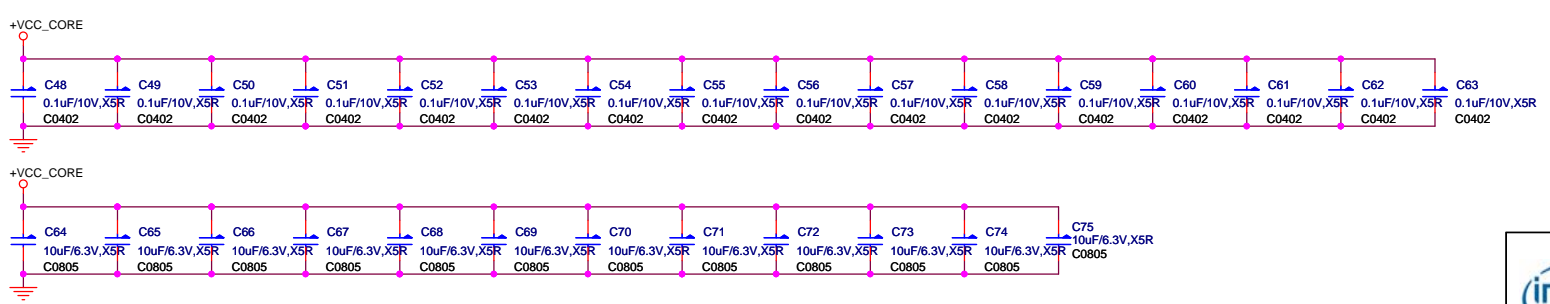 +VCC_CORE
C48 C49 C50 C51 C52 C53 C54 C55 C56 C57 C58 C59 C60 C61 C62 C63
0.1uF/10V,X5R 0.1uF/10V,X5R 0.1uF/10V,X5R 0.1uF/10V,X5R 0.1uF/10V,X5R 0.1uF/10V,X5R 0.1uF/10V,X5R 0.1uF/10V,X5R 0.1uF/10V,X5R 0.1uF/10V,X5R 0.1uF/10V,X5R 0.1uF/10V,X5R 0.1uF/10V,X5R 0.1uF/10V,X5R 0.1uF/10V,X5R 0.1uF/10V,X5R
C0402 C0402 C0402 C0402 C0402 C0402 C0402 C0402 C0402 C0402 C0402 C0402 C0402 C0402 C0402 C0402
+VCC_CORE
C64 C65 C66 C67 C68 C69 C70 C71 C72 C73 C74 C75
10uF/6.3V,X5R 10uF/6.3V,X5R 10uF/6.3V,X5R 10uF/6.3V,X5R 10uF/6.3V,X5R 10uF/6.3V,X5R 10uF/6.3V,X5R 10uF/6.3V,X5R 10uF/6.3V,X5R 10uF/6.3V,X5R 10uF/6.3V,X5R 10uF/6.3V,X5R
C0805 C0805 C0805 C0805 C0805 C0805 C0805 C0805 C0805 C0805 C0805 C0805